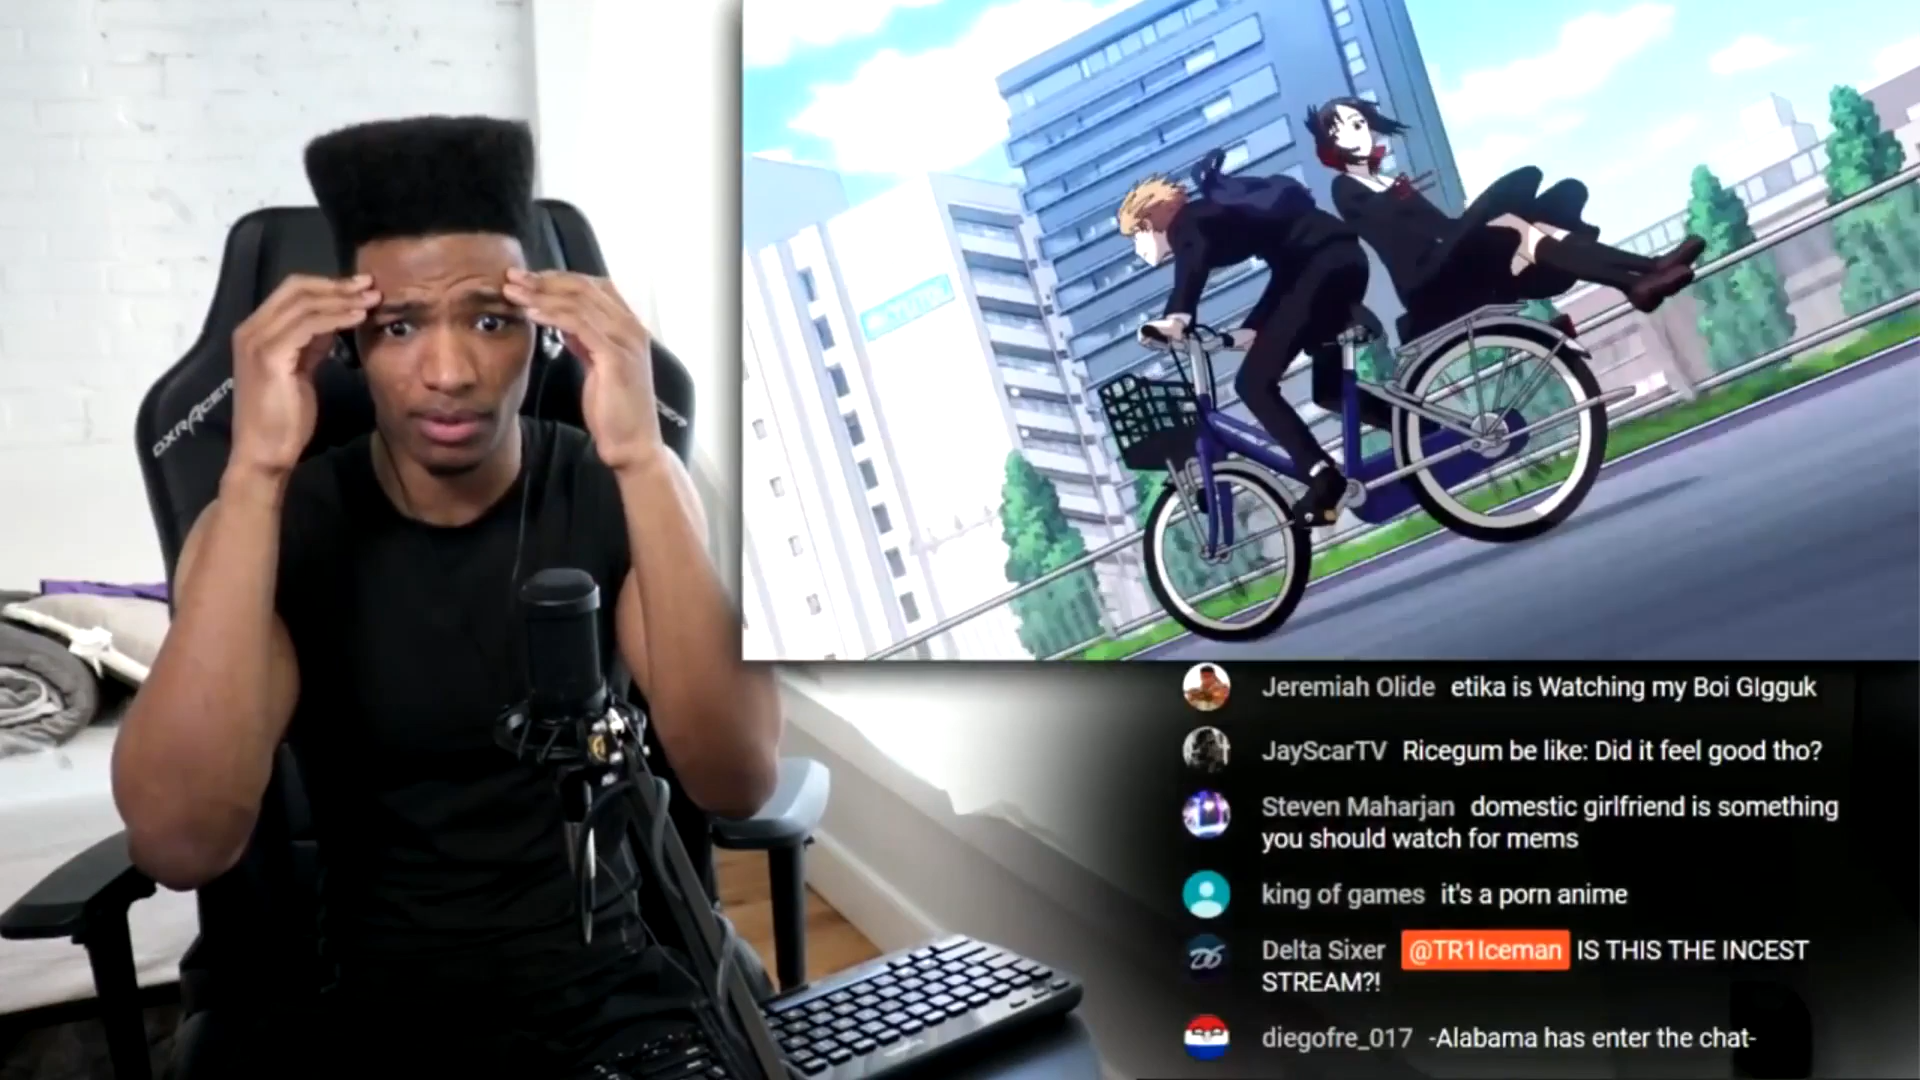 DXRACER
Jeremiah Olide etika is Watching my Boi GIgguk
JayScarTV Ricegum be like: Did it feel good tho?
Steven Maharjan domestic girlfriend is something
you should watch for mems
king of games it's a porn anime
Delta Sixer @TR1Iceman IS THIS THE INCEST
STREAM?!
diegofre_017 -Alabama has enter the chat-